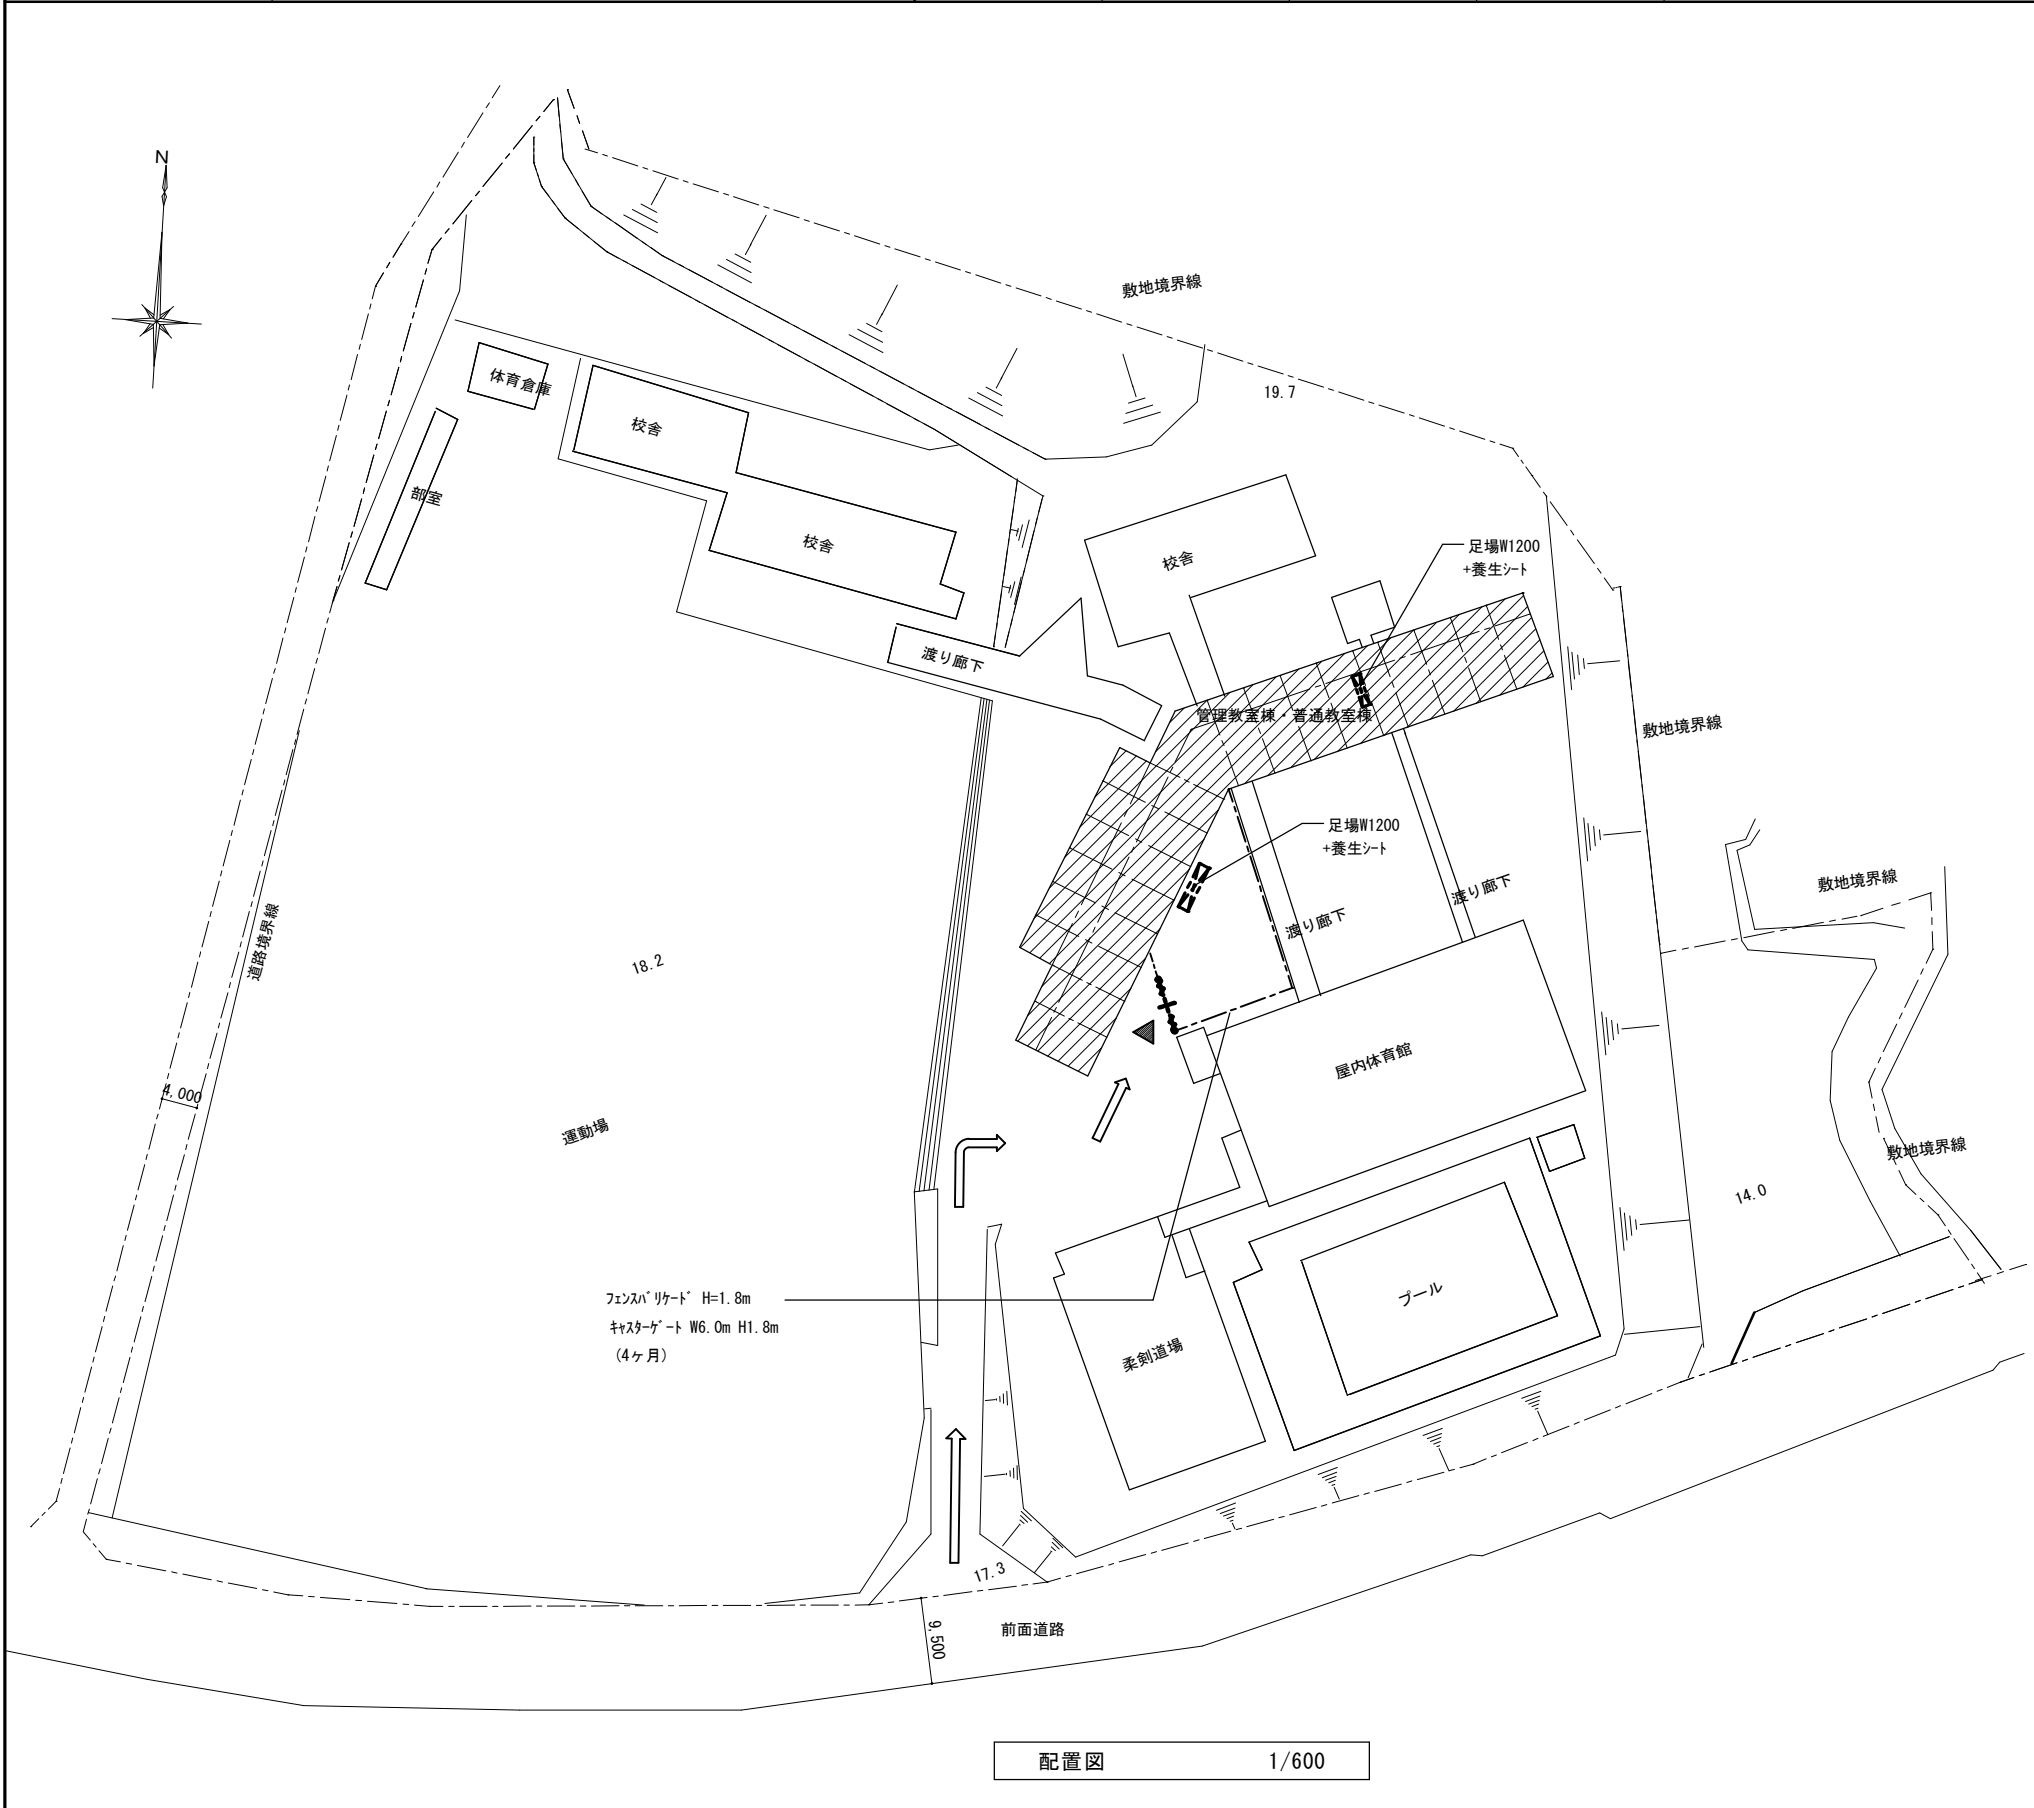 N
敷地境界線
19.7
体育倉庫
校舎
部室
校舎
校舎
足場W1200
+養生シート
渡り廊下
管理教室棟・普通教室棟
敷地境界線
足場W1200
+養生シート
敷地境界線
渡り廊下
渡り廊下
道路境界線
18.2
屋内体育館
4,000
運動場
敷地境界線
14.0
プール
フェンスバリケード H=1.8m
キャスターゲート W6.0m H1.8m
(4ヶ月)
柔剣道場
17.3
9,500
前面道路
配置図 1/600